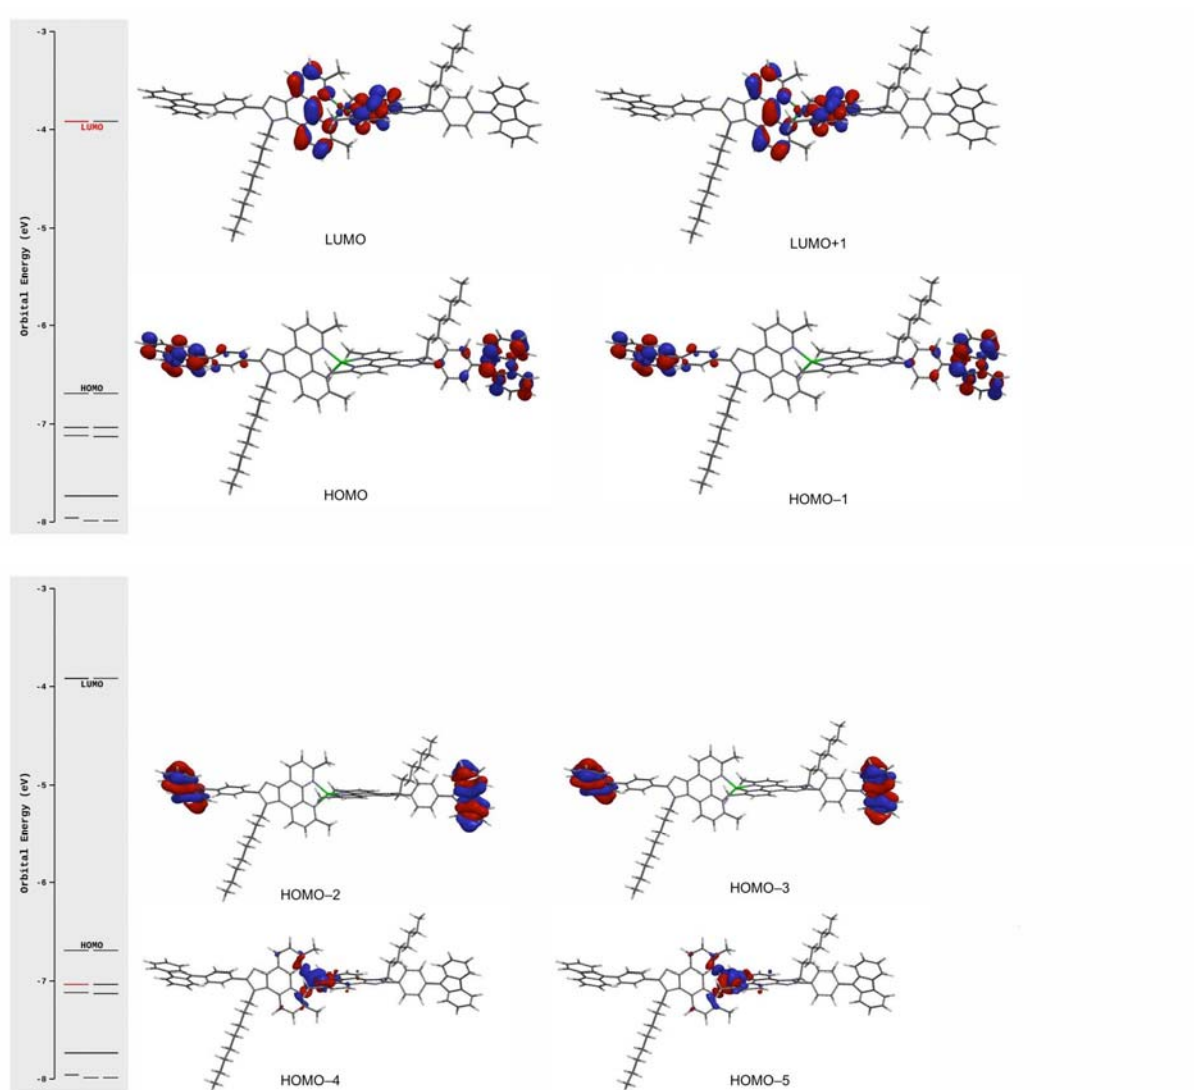 -3
-4
-5
-6
-7
-8
Orbital Energy (eV)
LUMO
HOMO
LUMO
LUMO+1
HOMO
HOMO–1
-3
-4
-5
-6
-7
-8
Orbital Energy (eV)
LUMO
HOMO
HOMO–2
HOMO–3
HOMO–4
HOMO–5